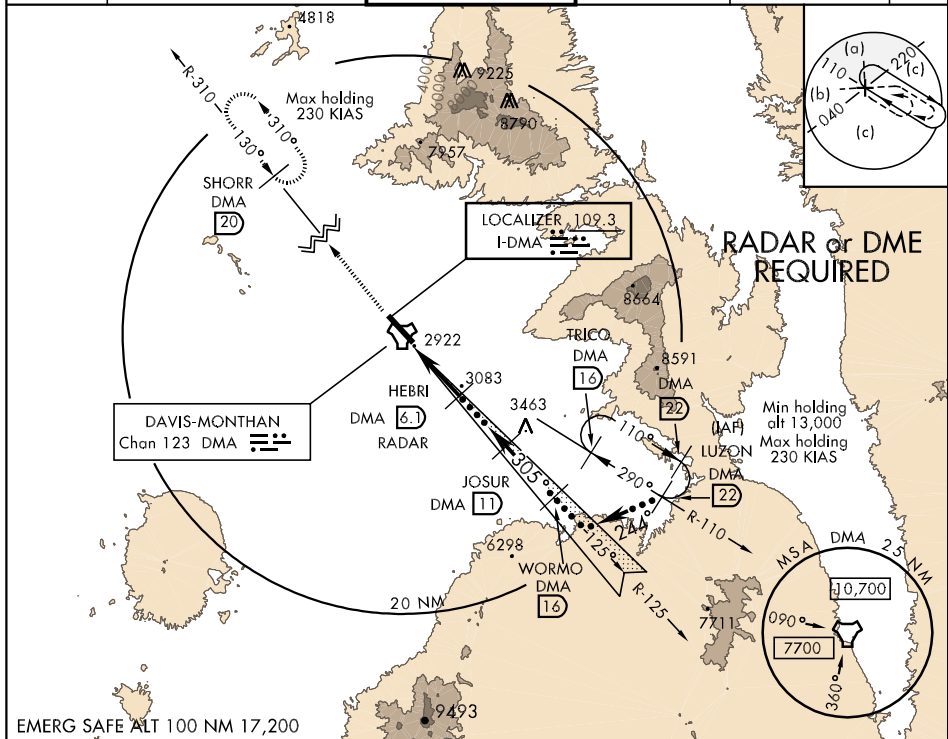 4818
R-310
310°
130°
Max holding
230 KIAS
9225
8790
7957
(a)
220
(c)
110
(b)
040
(c)
SHORR
DMA
20
LOCALIZER 109.3
I-DMA
RADAR or DME
REQUIRED
8664
2922
TRICO
DMA
16
8591
DMA
22
3083
HEBRI
DMA 6.1
RADAR
3463
(IAF)
LUZON
DMA
22
Min holding
alt 13,000
Max holding
230 KIAS
DAVIS-MONTHAN
Chan 123 DMA
110°
290°
305°
JOSUR
DMA 11
244°
R-110
125°
R-125
6298
WORMO
DMA
16
20 NM
7711
MSA DMA 25 NM
10,700
090°
7700
360°
9493
EMERG SAFE ALT 100 NM 17,200